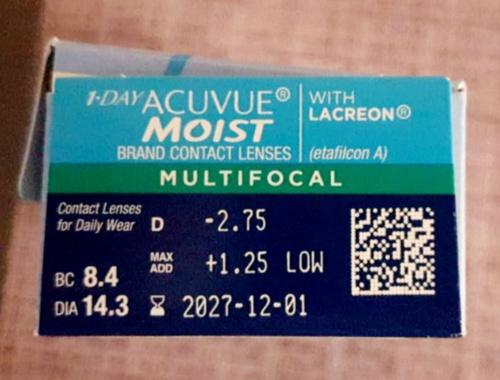 1-DAY ACUVUE® MOIST
BRAND CONTACT LENSES
WITH
LACREON®
(etafilcon A)
MULTIFOCAL
Contact Lenses
for Daily Wear
D -2.75
MAX ADD +1.25 LOW
BC 8.4
DIA 14.3
2027-12-01